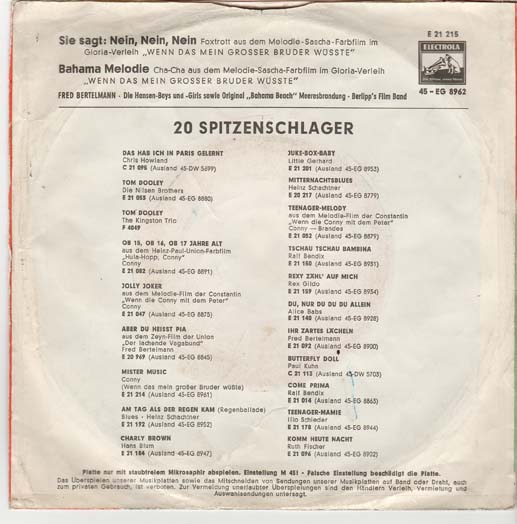 Sie sagt: Nein, Nein, Nein Foxtrott aus dem Melodie-Sascha-Farbfilm im
Gloria-Verleih „WENN DAS MEIN GROSSER BRUDER WÜSSTE"
Bahama Melodie Cha-Cha aus dem Melodie-Sascha-Farbfilm im Gloria-Verleih
„WENN DAS MEIN GROSSER BRUDER WÜSSTE"
FRED BERTELMANN · Die Hansen-Boys und -Girls sowie Original „Bahama Beach" Meeresbrandung · Berlipp's Film Band
E 21 215
ELECTROLA
45 - EG 8962
20 SPITZENSCHLAGER
DAS HAB ICH IN PARIS GELERNT
Chris Howland
C 21 095 (Ausland 45-DW 5699)
TOM DOOLEY
Die Nilsen Brothers
E 21 055 (Ausland 45-EG 8880)
TOM DOOLEY
The Kingston Trio
F 4049
OB 15, OB 16, OB 17 JAHRE ALT
aus dem Heinz-Paul-Union-Farbfilm
„Hula-Hopp, Conny"
Conny
E 21 082 (Ausland 45-EG 8891)
JOLLY JOKER
aus dem Melodie-Film der Constantin
„Wenn die Conny mit dem Peter"
Conny
E 21 047 (Ausland 45-EG 8875)
ABER DU HEISST PIA
aus dem Zeyn-Film der Union
„Der lachende Vagabund"
Fred Bertelmann
E 20 969 (Ausland 45-EG 8845)
MISTER MUSIC
Conny
(Wenn das mein großer Bruder wüßte)
E 21 214 (Ausland 45-EG 8961)
AM TAG ALS DER REGEN KAM (Regenballade)
Blues · Heinz Schachtner
E 21 192 (Ausland 45-EG 8952)
CHARLY BROWN
Hans Blum
E 21 184 (Ausland 45-EG 8947)
JUKE-BOX-BABY
Little Gerhard
E 21 201 (Ausland 45-EG 8953)
MITTERNACHTSBLUES
Heinz Schachtner
E 20 217 (Ausland 45-EG 8779)
TEENAGER-MELODY
aus dem Melodie-Film der Constantin
„Wenn die Conny mit dem Peter"
Conny — Brandes
E 21 052 (Ausland 45-EG 8879)
TSCHAU TSCHAU BAMBINA
Ralf Bendix
E 21 150 (Ausland 45-EG 8931)
REXY ZÄHL' AUF MICH
Rex Gildo
E 21 159 (Ausland 45-EG 8934)
DU, NUR DU DU DU ALLEIN
Alice Babs
E 21 140 (Ausland 45-EG 8928)
IHR ZARTES LÄCHELN
Fred Bertelmann
E 21 092 (Ausland 45-EG 8900)
BUTTERFLY DOLL
Paul Kuhn
C 21 113 (Ausland 45-DW 5703)
COME PRIMA
Ralf Bendix
E 21 014 (Ausland 45-EG 8863)
TEENAGER-MAMIE
Illo Schieder
E 21 178 (Ausland 45-EG 8944)
KOMM HEUTE NACHT
Ruth Fischer
E 21 096 (Ausland 45-EG 8902)
Platte nur mit staubfreiem Mikrosaphir abspielen. Einstellung M 45! - Falsche Einstellung beschädigt die Platte.
Das Überspielen unserer Musikplatten sowie das Mitschneiden von Sendungen unserer Musikplatten auf Band oder Draht, auch
zum privaten Gebrauch, ist verboten. Zur Vermeidung unerlaubter Überspielungen sind den Händlern Verleih, Vermietung und
Auswahlsendungen untersagt.